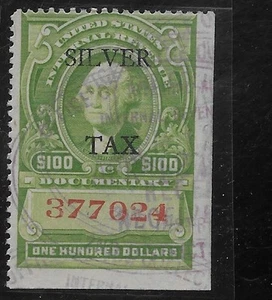 UNITED STATES
INTERNAL REVENUE
SILVER
TAX
$100 $100
DOCUMENTARY
377024
ONE HUNDRED DOLLARS